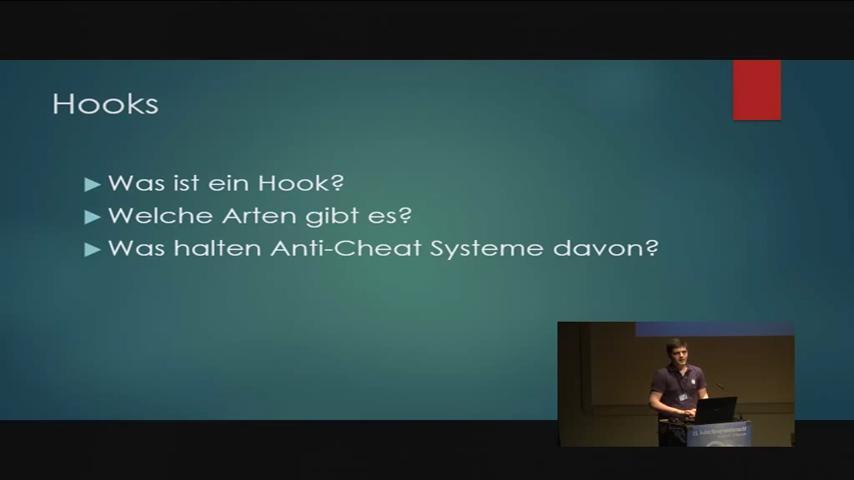 Hooks
Was ist ein Hook?
Welche Arten gibt es?
Was halten Anti-Cheat Systeme davon?